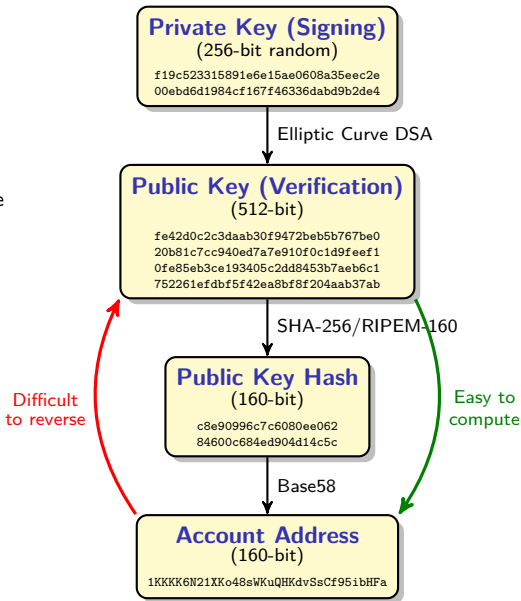 Private Key (Signing)
(256-bit random)
f19c523315891e6e15ae0608a35eec2e
00ebd6d1984cf167f46336dabd9b2de4
Elliptic Curve DSA
Public Key (Verification)
(512-bit)
fe42d0c2c3daab30f9472beb5b767be0
20b81c7cc940ed7a7e910f0c1d9feef1
0fe85eb3ce193405c2dd8453b7aeb6c1
752261efdbf5f42ea8bf8f204aab37ab
e
SHA-256/RIPEM-160
Public Key Hash
(160-bit)
c8e90996c7c6080ee062
84600c684ed904d14c5c
Difficult
to reverse
Easy to
compute
Base58
Account Address
(160-bit)
1KKKK6N21XKo48sWKuQHKdvSsCf95ibHFa